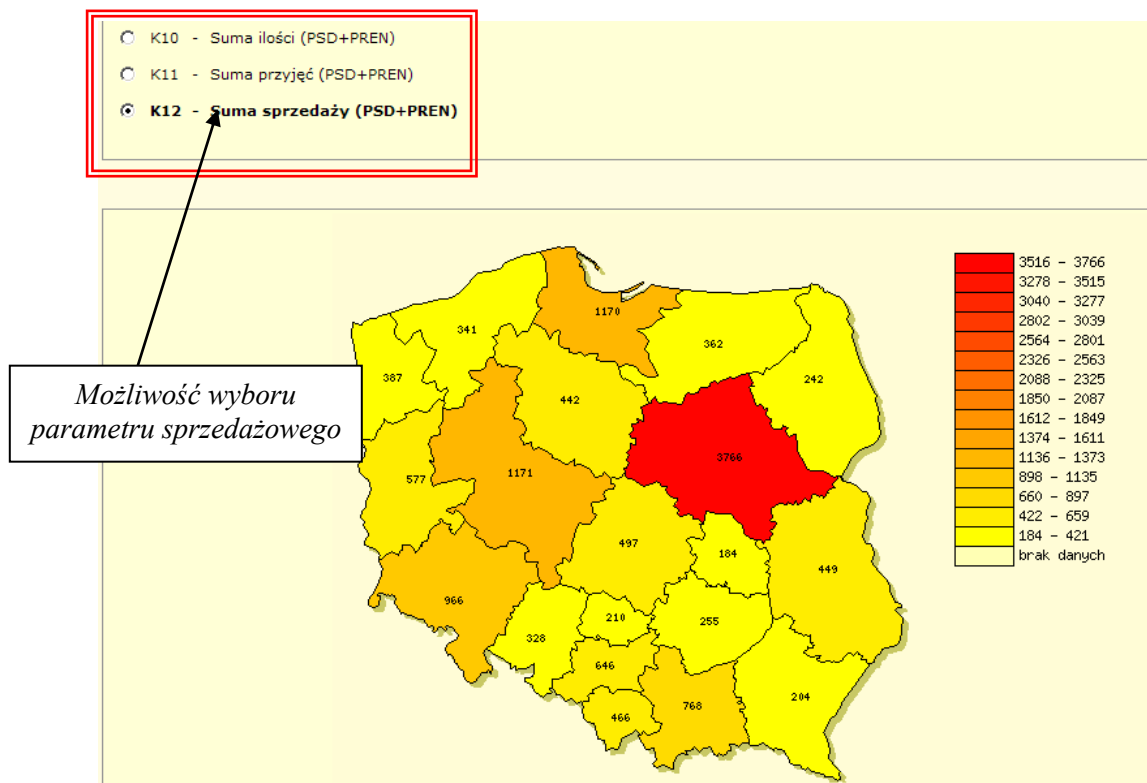 K10 - Suma ilości (PSD+PREN)
K11 - Suma przyjęć (PSD+PREN)
K12 - Suma sprzedaży (PSD+PREN)
Możliwość wyboru
parametru sprzedażowego
3516 - 3766
3278 - 3515
3040 - 3277
2802 - 3039
2564 - 2801
2326 - 2563
2088 - 2325
1850 - 2087
1612 - 1849
1374 - 1611
1136 - 1373
898 - 1135
660 - 897
422 - 659
184 - 421
brak danych
1170
341
362
387
242
442
3766
1171
577
497
184
449
966
210
255
328
646
204
768
466